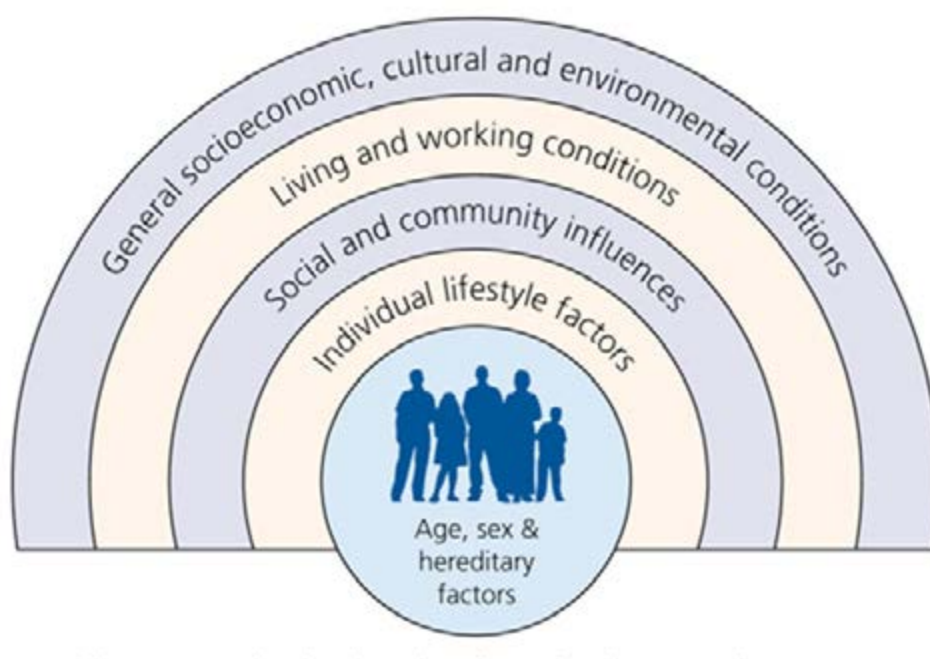 General socioeconomic, cultural and environmental conditions
Living and working conditions
Social and community influences
Individual lifestyle factors
Age, sex &
hereditary
factors